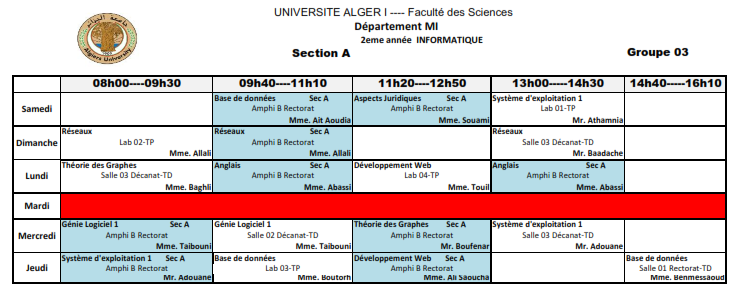 UNIVERSITE ALGER I ---- Faculté des Sciences
Département MI
2eme année INFORMATIQUE
Section A Groupe 03
08h00----09h30 09h40----11h10 11h20----12h50 13h00----14h30 14h40----16h10
Samedi
Base de données Sec A
Amphi B Rectorat
Mme. Ait Aoudia
Aspects Juridiques Sec A
Amphi B Rectorat
Mme. Souami
Système d'exploitation 1
Lab 01-TP
Mr. Athamnia
Dimanche
Réseaux
Lab 02-TP
Mme. Allali
Réseaux Sec A
Amphi B Rectorat
Mme. Allali
Réseaux
Salle 03 Décanat-TD
Mr. Baadache
Lundi
Théorie des Graphes
Salle 03 Décanat-TD
Mme. Baghli
Anglais Sec A
Amphi B Rectorat
Mme. Abassi
Développement Web
Lab 04-TP
Mme. Touil
Anglais Sec A
Amphi B Rectorat
Mme. Abassi
Mardi
Mercredi
Génie Logiciel 1 Sec A
Amphi B Rectorat
Mme. Taibouni
Génie Logiciel 1
Salle 02 Décanat-TD
Mme. Taibouni
Théorie des Graphes Sec A
Amphi B Rectorat
Mr. Boufenar
Système d'exploitation 1
Salle 03 Décanat-TD
Mr. Adouane
Jeudi
Système d'exploitation 1 Sec A
Amphi B Rectorat
Mr. Adouane
Base de données
Lab 03-TP
Mme. Boutorh
Développement Web Sec A
Amphi B Rectorat
Mme. Ali Saoucha
Base de données
Salle 01 Rectorat-TD
Mme. Benmessaoud
Algiers University